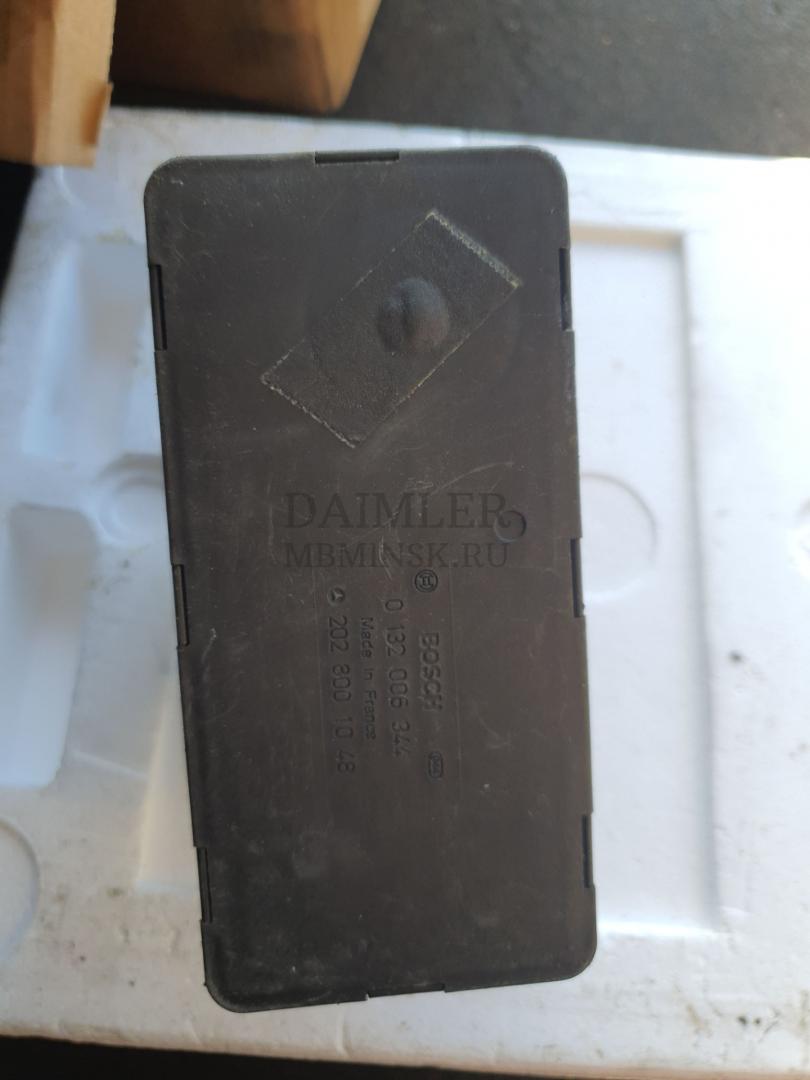 DAIMLER
MBMINSK.RU
BOSCH
0 132 006 344
Made in France
202 800 10 48